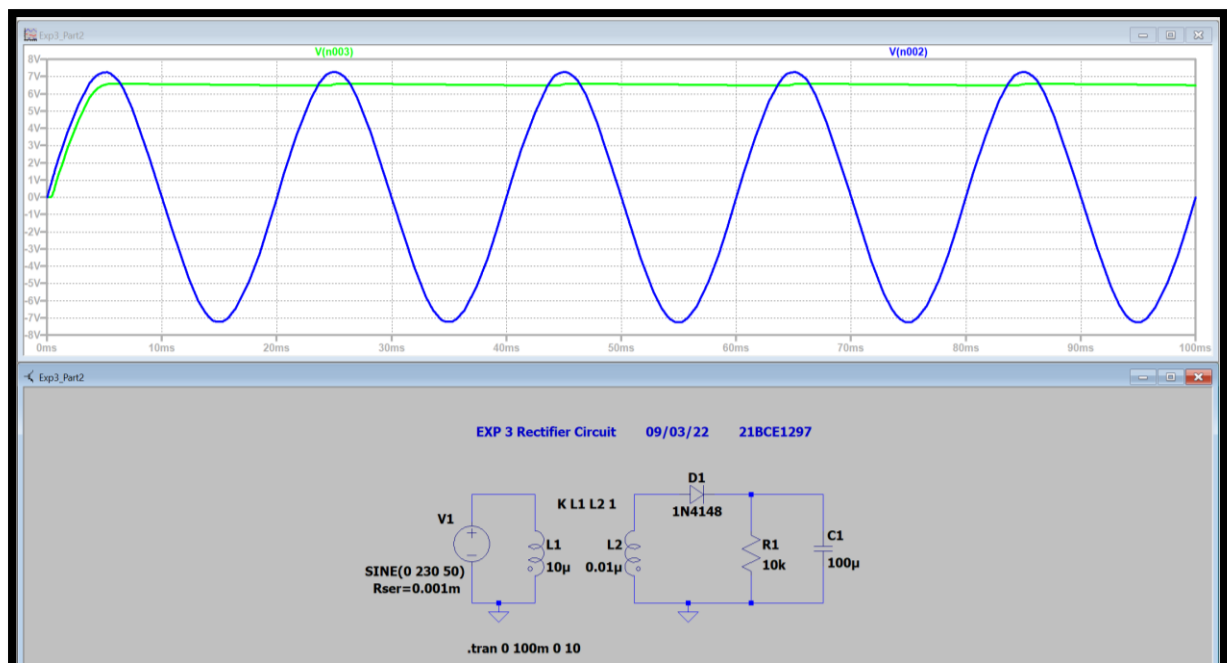 Exp3_Part2
V(n003) V(n002)
8V
7V
6V
5V
4V
3V
2V
1V
0V
-1V
-2V
-3V
-4V
-5V
-6V
-7V
-8V
0ms 10ms 20ms 30ms 40ms 50ms 60ms 70ms 80ms 90ms 100ms
Exp3_Part2
EXP 3 Rectifier Circuit 09/03/22 21BCE1297
D1
K L1 L2 1
1N4148
V1
L1 L2 R1 C1
10µ 0.01µ 10k 100µ
SINE(0 230 50)
Rser=0.001m
.tran 0 100m 0 10